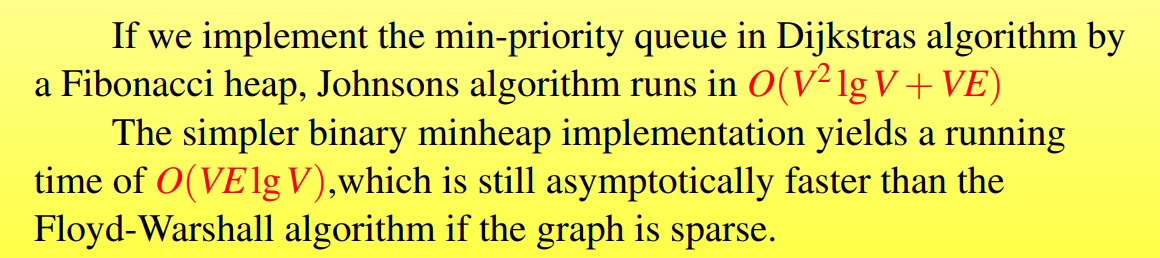 If we implement the min-priority queue in Dijkstras algorithm by
a Fibonacci heap, Johnsons algorithm runs in O(V² lg V + VE)
The simpler binary minheap implementation yields a running
time of O(VE lg V),which is still asymptotically faster than the
Floyd-Warshall algorithm if the graph is sparse.